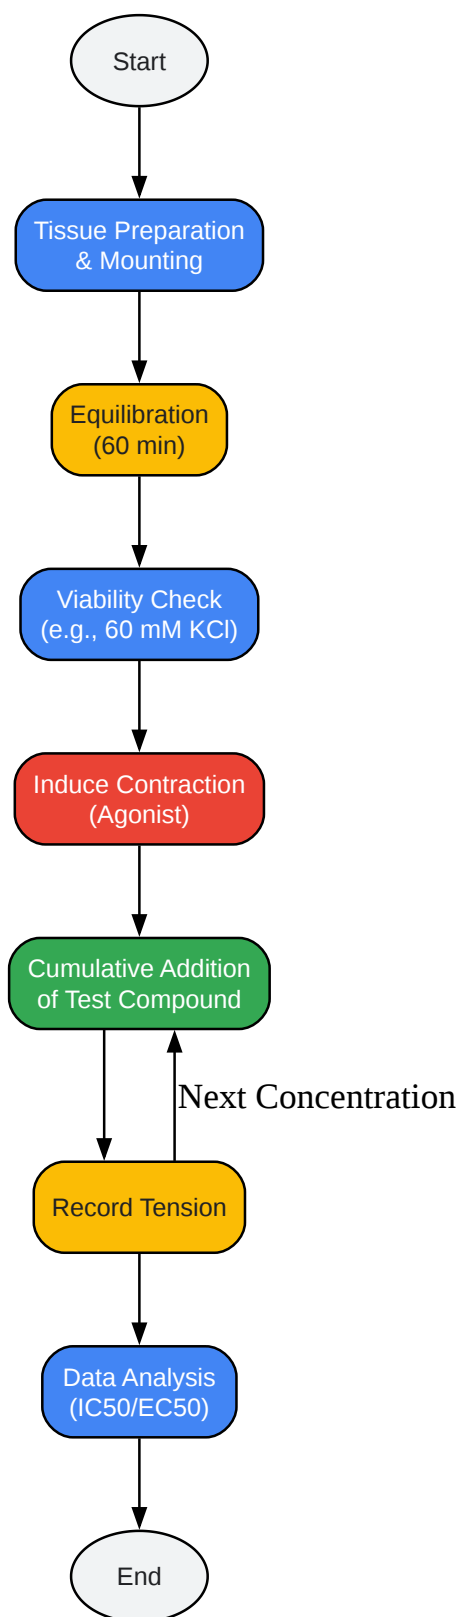 Start
Tissue Preparation
& Mounting
Equilibration
(60 min)
Viability Check
(e.g., 60 mM KCl)
Induce Contraction
(Agonist)
Cumulative Addition
of Test Compound
Next Concentration
Record Tension
Data Analysis
(IC50/EC50)
End